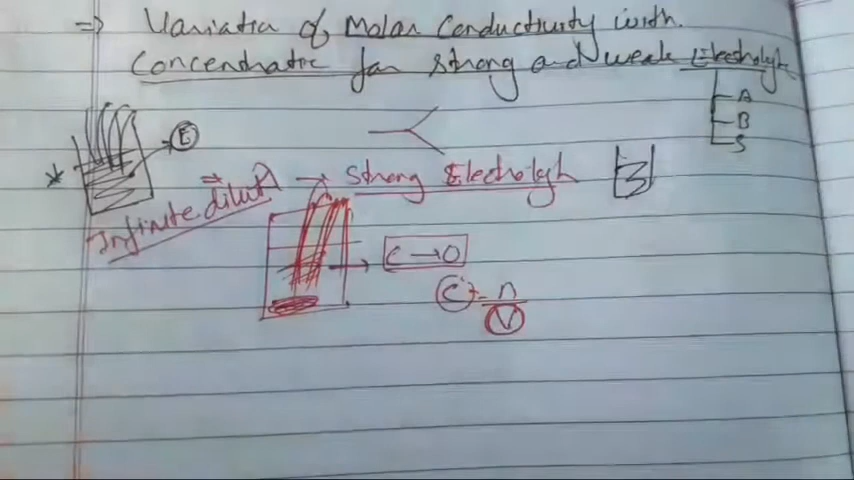 ⇒ Variation of Molar Conductivity with
Concentration for strong and weak Electrolyte
A
B
S
E
* Infinite dilution → Strong Electrolyte
C → 0
C = n
V